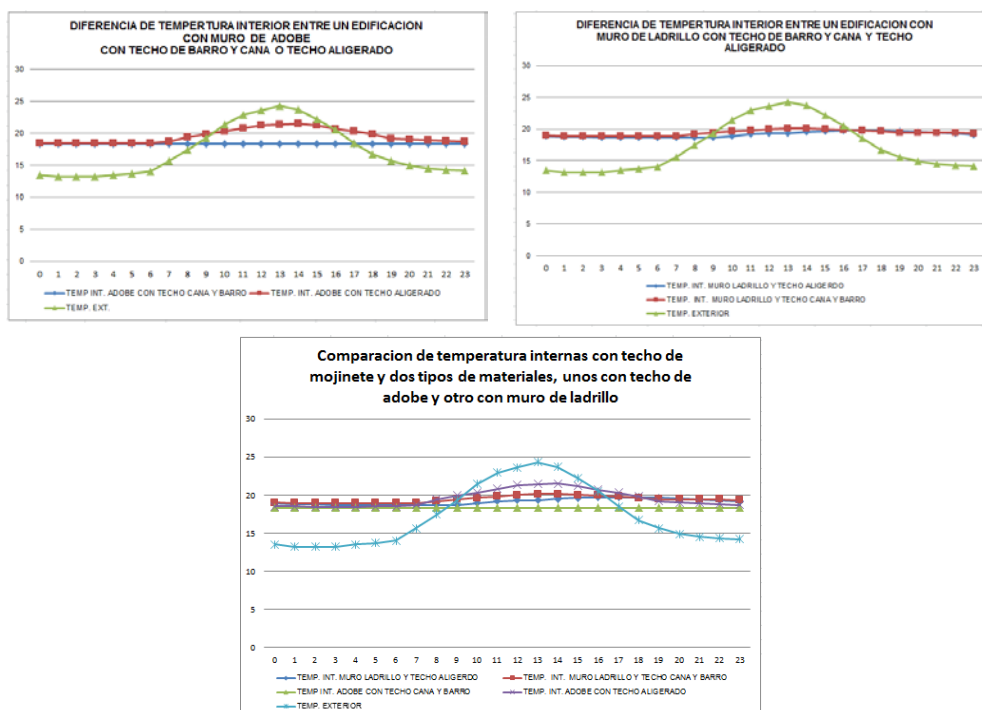 DIFERENCIA DE TEMPERTURA INTERIOR ENTRE UN EDIFICACION
CON MURO DE ADOBE
CON TECHO DE BARRO Y CANA O TECHO ALIGERADO
30
25
20
15
10
5
0
0 1 2 3 4 5 6 7 8 9 10 11 12 13 14 15 16 17 18 19 20 21 22 23
TEMP INT. ADOBE CON TECHO CANA Y BARRO TEMP. INT. ADOBE CON TECHO ALIGERADO
TEMP. EXT.
DIFERENCIA DE TEMPERTURA INTERIOR ENTRE UN EDIFICACION CON
MURO DE LADRILLO CON TECHO DE BARRO Y CANA Y TECHO
ALIGERADO
30
25
20
15
10
5
0
0 1 2 3 4 5 6 7 8 9 10 11 12 13 14 15 16 17 18 19 20 21 22 23
TEMP. INT. MURO LADRILLO Y TECHO ALIGERDO
TEMP. INT. MURO LADRILLO Y TECHO CANA Y BARRO
TEMP. EXTERIOR
Comparacion de temperatura internas con techo de
mojinete y dos tipos de materiales, unos con techo de
adobe y otro con muro de ladrillo
30
25
20
15
10
5
0
0 1 2 3 4 5 6 7 8 9 10 11 12 13 14 15 16 17 18 19 20 21 22 23
TEMP. INT. MURO LADRILLO Y TECHO ALIGERDO TEMP. INT. MURO LADRILLO Y TECHO CANA Y BARRO
TEMP INT. ADOBE CON TECHO CANA Y BARRO TEMP. INT. ADOBE CON TECHO ALIGERADO
TEMP. EXTERIOR